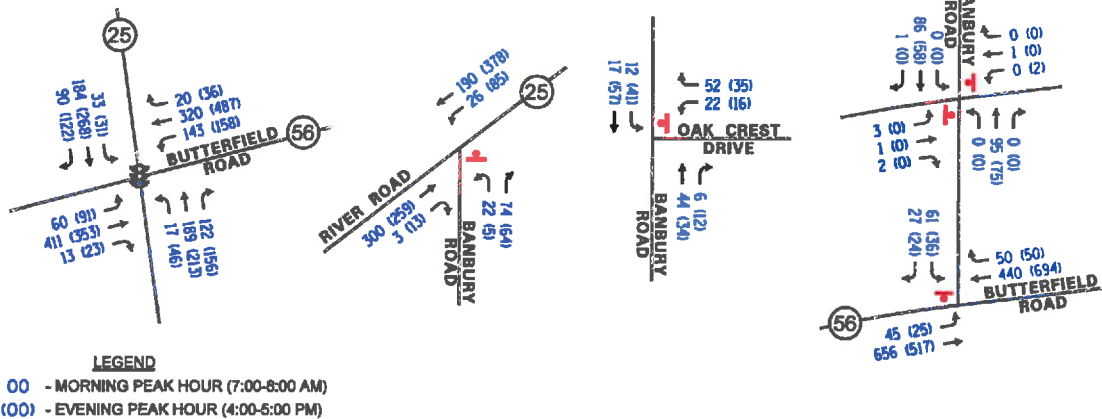 25
33 (31)
184 (268)
90 (122)
20 (36)
320 (487)
143 (158)
56
BUTTERFIELD
ROAD
60 (91)
411 (353)
13 (23)
17 (46)
189 (213)
122 (156)
190 (378)
26 (85)
25
RIVER ROAD
300 (259)
3 (13)
22 (5)
74 (64)
BANBURY
ROAD
12 (41)
17 (57)
52 (35)
22 (16)
OAK CREST
DRIVE
44 (34)
6 (12)
BANBURY
ROAD
BANBURY
ROAD
0 (0)
86 (58)
1 (0)
0 (0)
1 (0)
0 (2)
3 (0)
1 (0)
2 (0)
0 (0)
95 (75)
0 (0)
61 (36)
27 (24)
50 (50)
440 (694)
BUTTERFIELD
ROAD
56
45 (25)
656 (517)
LEGEND
00 - MORNING PEAK HOUR (7:00-8:00 AM)
(00) - EVENING PEAK HOUR (4:00-5:00 PM)